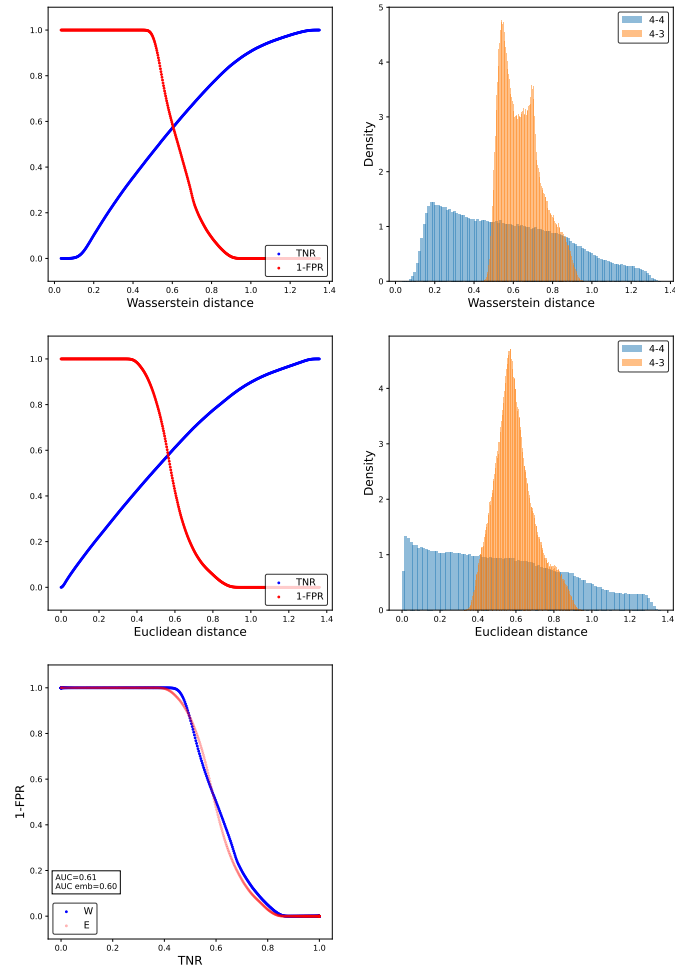 1.0
0.8
0.6
0.4
0.2
0.0
TNR
1-FPR
0.0 0.2 0.4 0.6 0.8 1.0 1.2 1.4
Wasserstein distance
5
4
3
2
1
0
Density
4-4
4-3
0.2 0.4 0.6 0.8 1.0 1.2 1.4
Wasserstein distance
1.0
0.8
0.6
0.4
0.2
0.0
TNR
1-FPR
0.0 0.2 0.4 0.6 0.8 1.0 1.2 1.4
Euclidean distance
4
3
2
1
0
Density
4-4
4-3
0.0 0.2 0.4 0.6 0.8 1.0 1.2 1.4
Euclidean distance
1-FPR
1.0
0.8
0.6
0.4
0.2
0.0
AUC=0.61
AUC emb=0.60
W
E
0.0 0.2 0.4 0.6 0.8 1.0
TNR